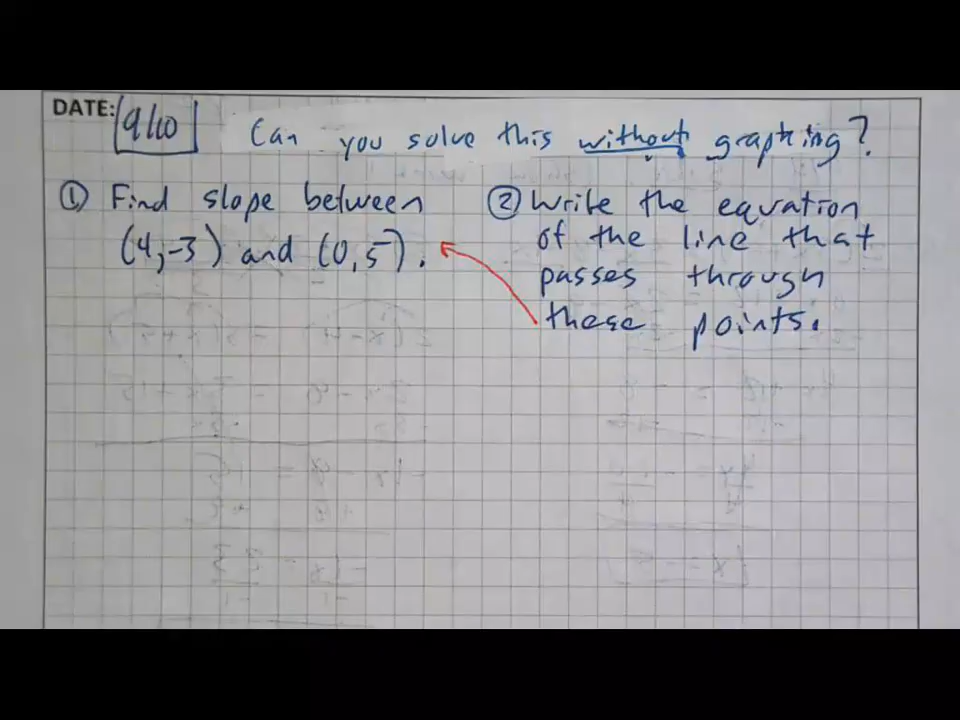 DATE: 9/10
Can you solve this without graphing?
① Find slope between
(4,-3) and (0,5).
② Write the equation
of the line that
passes through
these points.